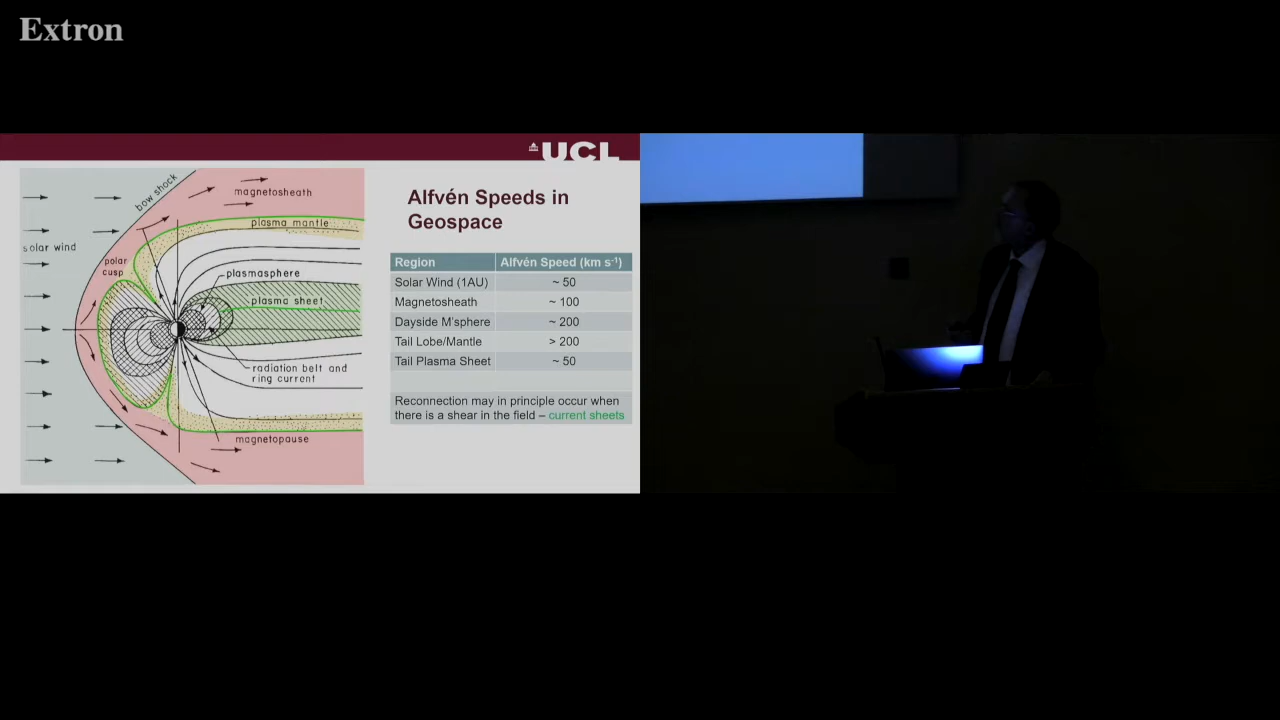 Extron
UCL
bow shock
magnetosheath
plasma mantle
solar wind
polar
cusp
plasmasphere
plasma sheet
radiation belt and
ring current
magnetopause
Alfvén Speeds in
Geospace
Region Alfvén Speed (km s-1)
Solar Wind (1AU) ~ 50
Magnetosheath ~ 100
Dayside M'sphere ~ 200
Tail Lobe/Mantle > 200
Tail Plasma Sheet ~ 50
Reconnection may in principle occur when
there is a shear in the field – current sheets